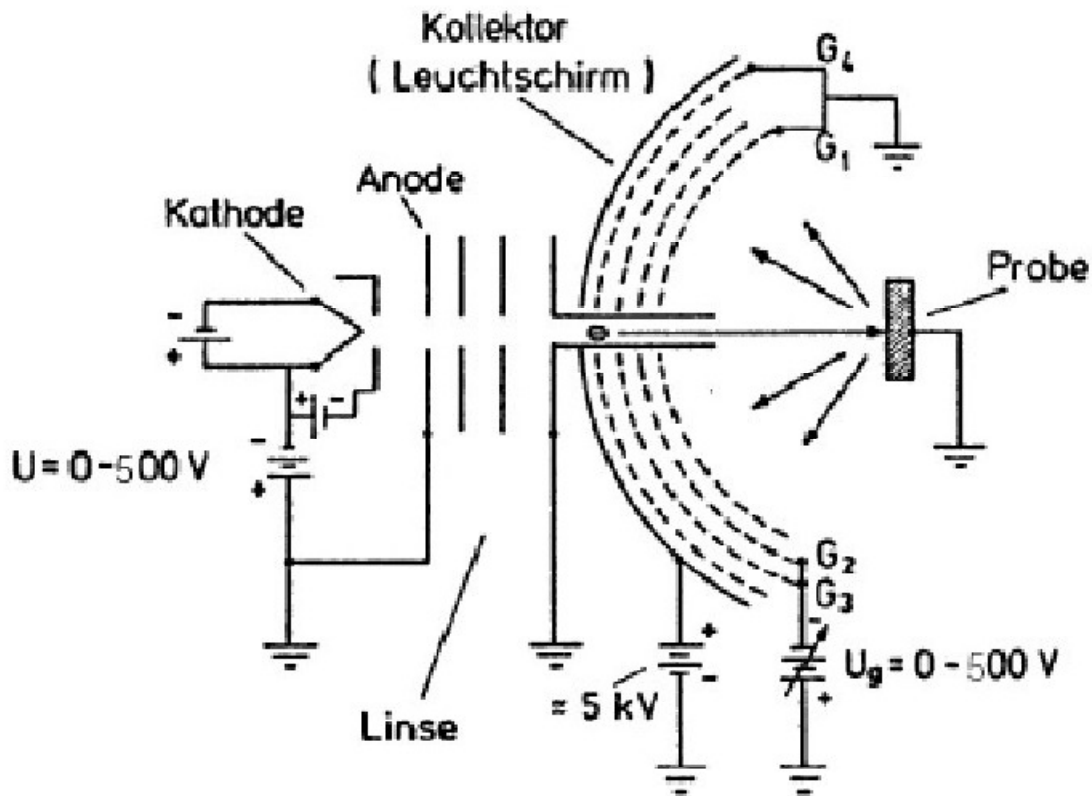 Kollektor
( Leuchtschirm )
G4
G1
Anode
Kathode
Probe
-
+
+ -
-
U = 0 - 500 V
+
G2
G3
-
+
Ug = 0 - 500 V
-
+
≈ 5 kV
Linse